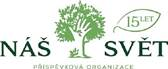 15 LET
NÁŠ SVĚT
PŘÍSPĚVKOVÁ ORGANIZACE